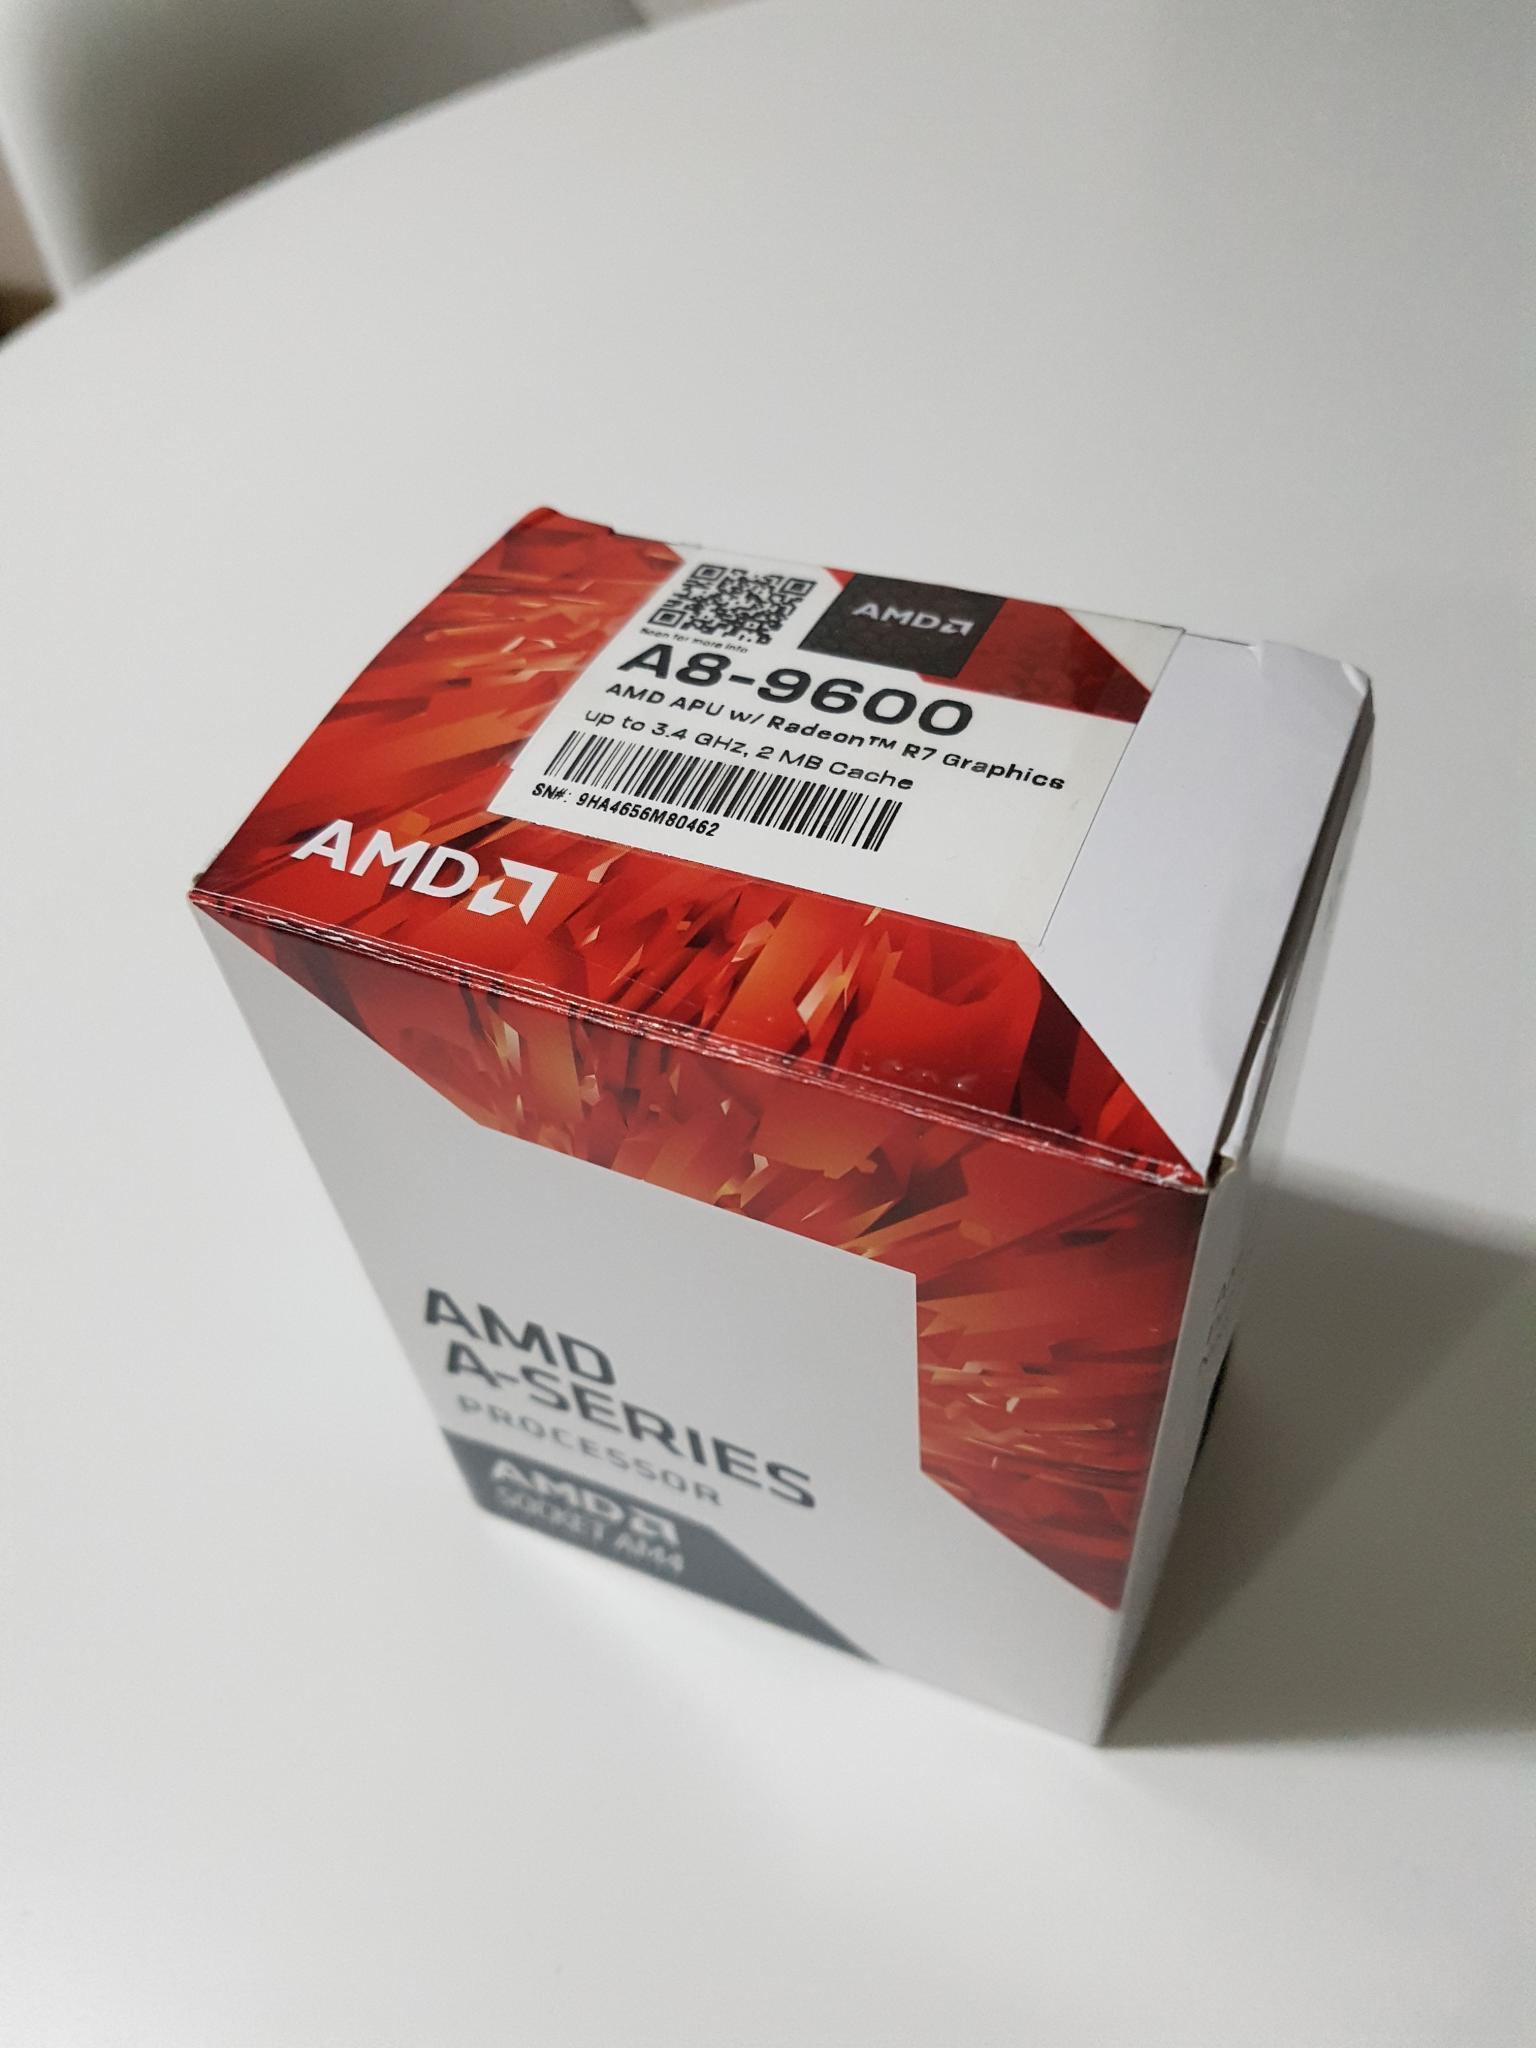 AMD
Scan for more info
A8-9600
AMD APU w/ Radeon™ R7 Graphics
up to 3.4 GHz, 2 MB Cache
SN#: 9HA4656M80462
AMD
AMD
A-SERIES
PROCESSOR
AMD
SOCKET AM4